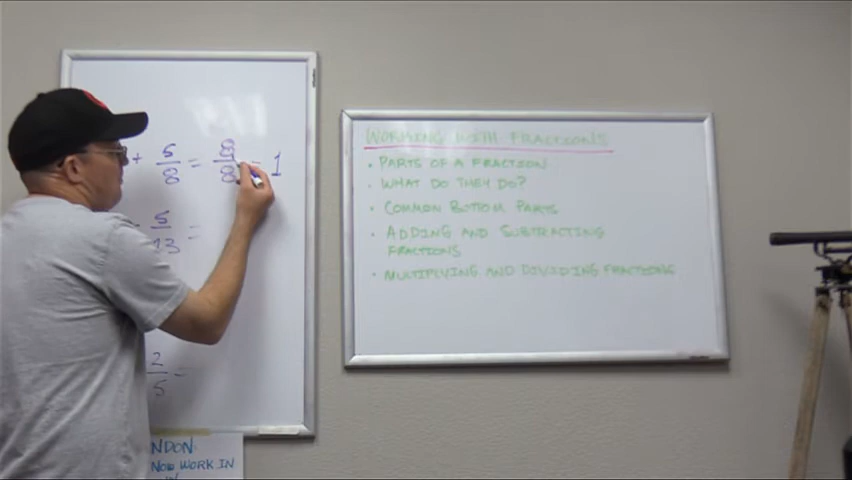 + 5/8 = 8/8 = 1
5/13 =
2/5 =
NDON:
NOW WORK IN
WORKING WITH FRACTIONS
• PARTS OF A FRACTION
• WHAT DO THEY DO?
• COMMON BOTTOM PARTS
• ADDING AND SUBTRACTING
FRACTIONS
• MULTIPLYING AND DIVIDING FRACTIONS